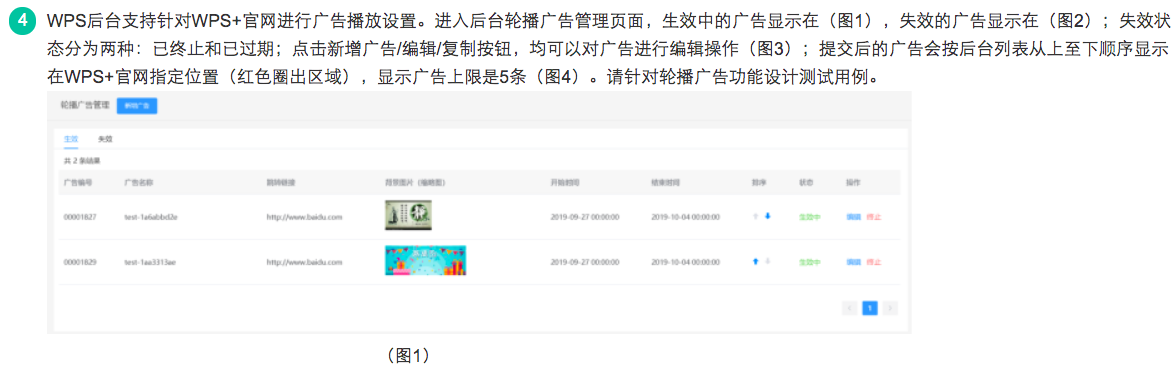 4 WPS后台支持针对WPS+官网进行广告播放设置。进入后台轮播广告管理页面，生效中的广告显示在（图1），失效的广告显示在（图2）；失效状
态分为两种：已终止和已过期；点击新增广告/编辑/复制按钮，均可以对广告进行编辑操作（图3）；提交后的广告会按后台列表从上至下顺序显示
在WPS+官网指定位置（红色圈出区域），显示广告上限是5条（图4）。请针对轮播广告功能设计测试用例。
轮播广告管理 新增广告
生效 失效
共 2 条结果
广告编号 广告名称 跳转链接 背景图片（缩略图） 开始时间 结束时间 排序 状态 操作
00001827 test-1a6abbd2e http://www.baidu.com 2019-09-27 00:00:00 2019-10-04 00:00:00 生效中 编辑 终止
00001829 test-1aa3313ae http://www.baidu.com 2019-09-27 00:00:00 2019-10-04 00:00:00 生效中 编辑 终止
1
（图1）